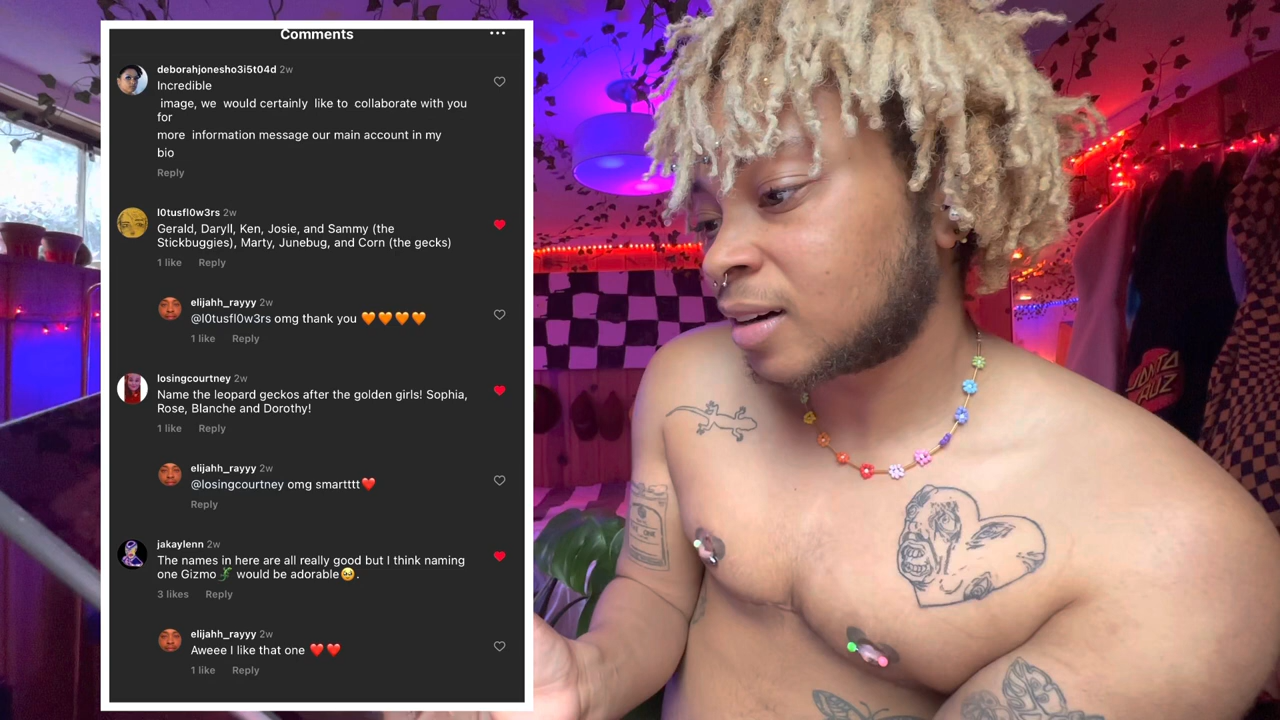 Comments
deborahjonesho3i5t04d 2w
Incredible
image, we would certainly like to collaborate with you
for
more information message our main account in my
bio
Reply
l0tusfl0w3rs 2w
Gerald, Daryll, Ken, Josie, and Sammy (the
Stickbuggies), Marty, Junebug, and Corn (the gecks)
1 like Reply
elijahh_rayyy 2w
@l0tusfl0w3rs omg thank you 🧡🧡🧡🧡
1 like Reply
losingcourtney 2w
Name the leopard geckos after the golden girls! Sophia,
Rose, Blanche and Dorothy!
1 like Reply
elijahh_rayyy 2w
@losingcourtney omg smartttt❤️
Reply
jakaylenn 2w
The names in here are all really good but I think naming
one Gizmo🦎 would be adorable🥹.
3 likes Reply
elijahh_rayyy 2w
Aweee I like that one ❤️❤️
1 like Reply
SANTA
CRUZ